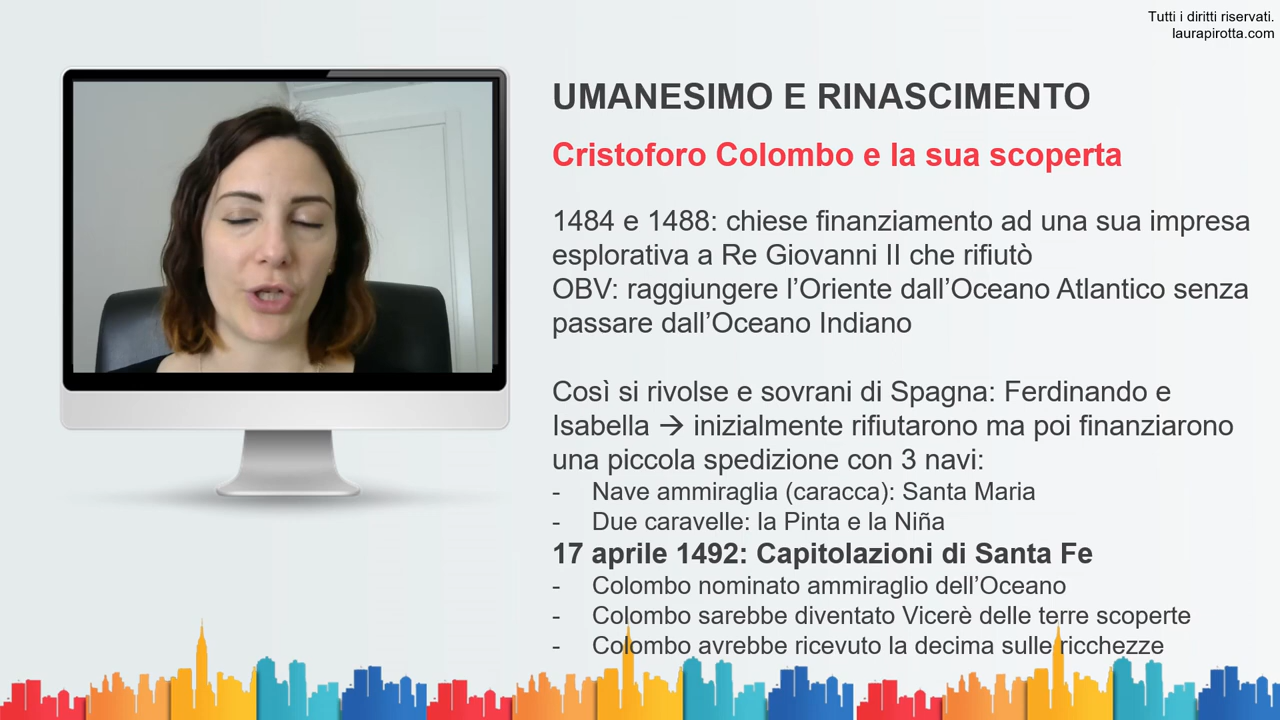 Tutti i diritti riservati.
laurapirotta.com
UMANESIMO E RINASCIMENTO
Cristoforo Colombo e la sua scoperta
1484 e 1488: chiese finanziamento ad una sua impresa
esplorativa a Re Giovanni II che rifiutò
OBV: raggiungere l’Oriente dall’Oceano Atlantico senza
passare dall’Oceano Indiano
Così si rivolse e sovrani di Spagna: Ferdinando e
Isabella → inizialmente rifiutarono ma poi finanziarono
una piccola spedizione con 3 navi:
- Nave ammiraglia (caracca): Santa Maria
- Due caravelle: la Pinta e la Niña
17 aprile 1492: Capitolazioni di Santa Fe
- Colombo nominato ammiraglio dell’Oceano
- Colombo sarebbe diventato Vicerè delle terre scoperte
- Colombo avrebbe ricevuto la decima sulle ricchezze